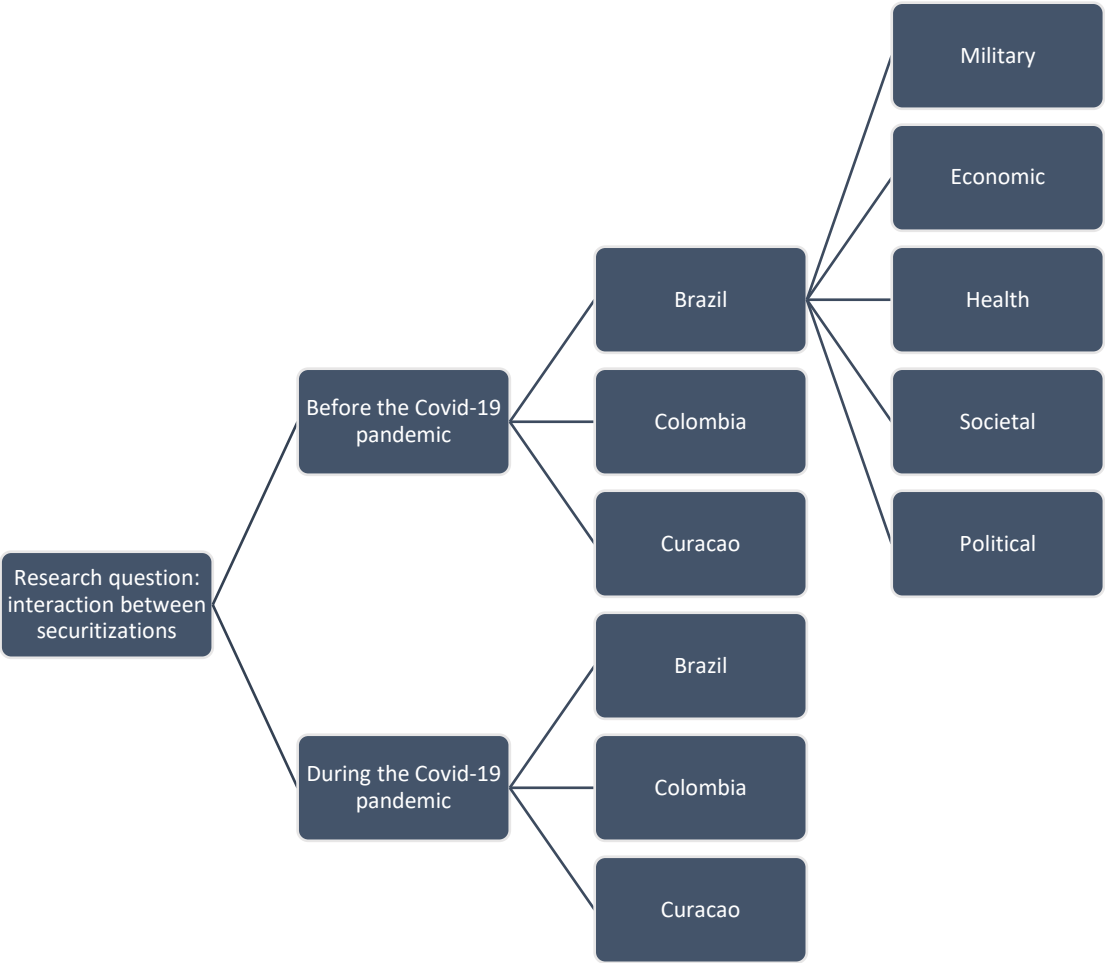 Research question:
interaction between
securitizations
Before the Covid-19
pandemic
Brazil
Military
Economic
Health
Societal
Political
Colombia
Curacao
During the Covid-19
pandemic
Brazil
Colombia
Curacao